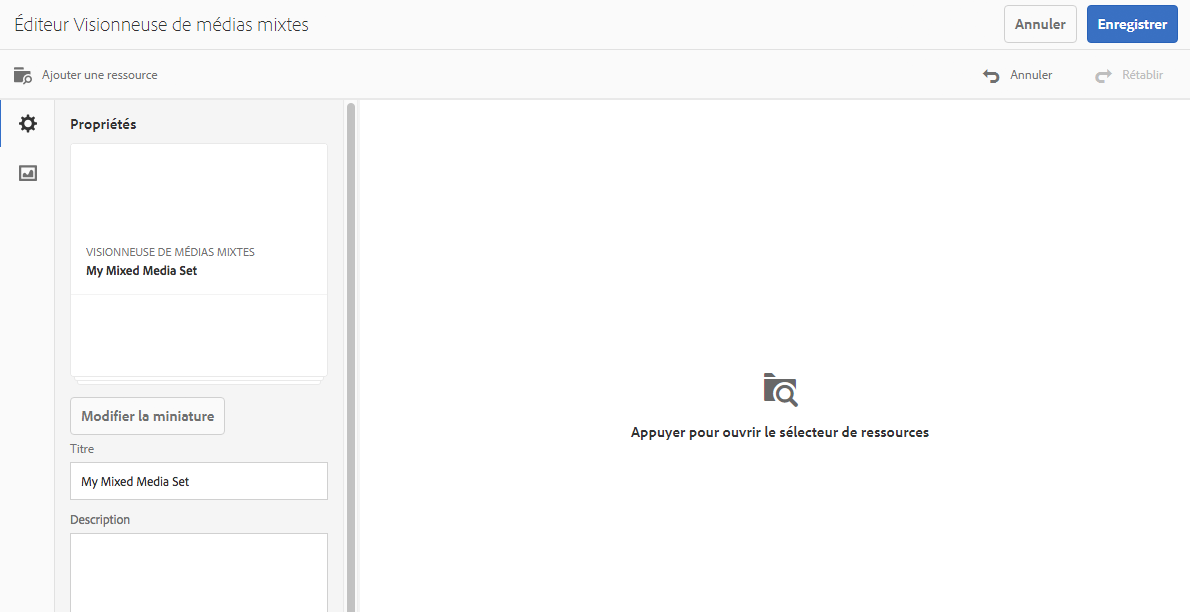 Éditeur Visionneuse de médias mixtes
Annuler
Enregistrer
Ajouter une ressource
Annuler
Rétablir
Propriétés
VISIONNEUSE DE MÉDIAS MIXTES
My Mixed Media Set
Modifier la miniature
Titre
My Mixed Media Set
Description
Appuyer pour ouvrir le sélecteur de ressources